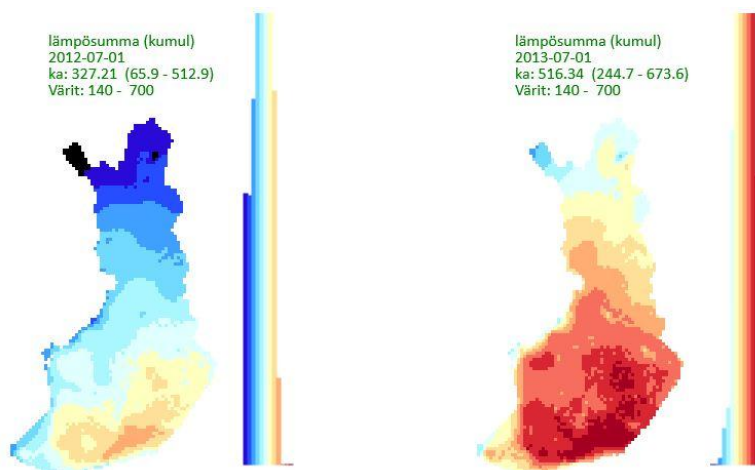 lämpösumma (kumul)
2012-07-01
ka: 327.21 (65.9 - 512.9)
Värit: 140 - 700
lämpösumma (kumul)
2013-07-01
ka: 516.34 (244.7 - 673.6)
Värit: 140 - 700